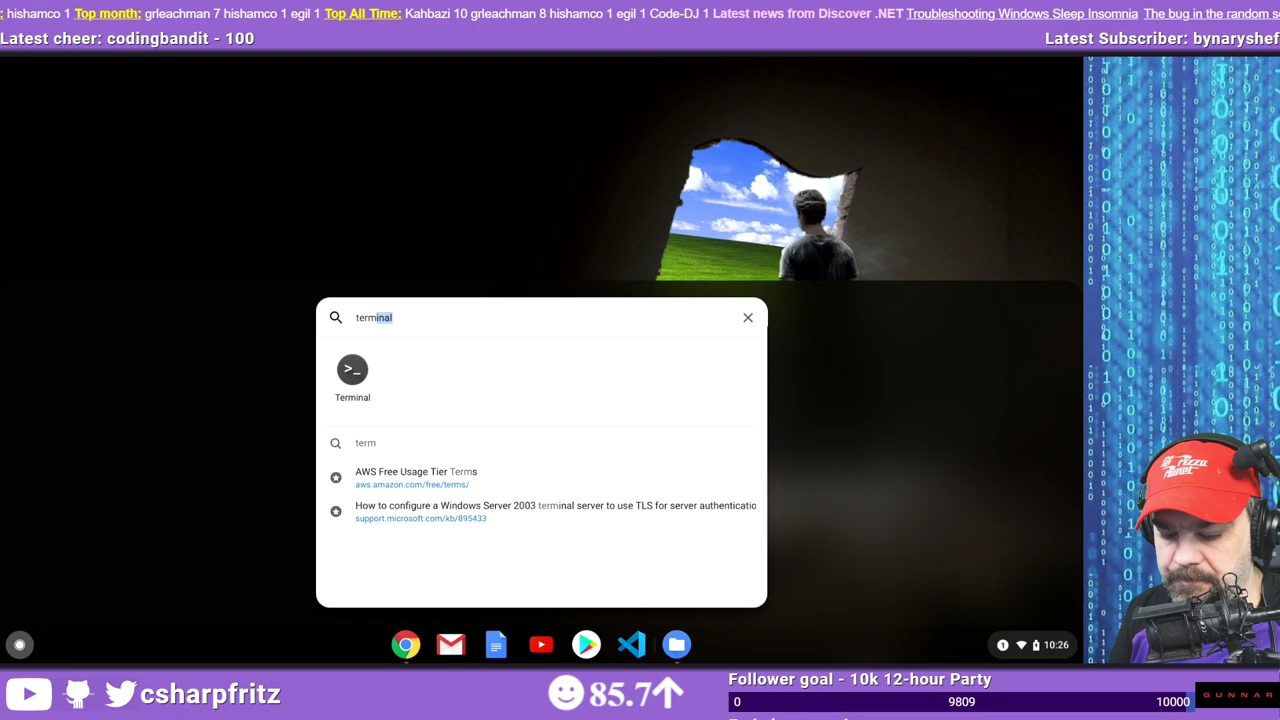 : hishamco 1 Top month: grleachman 7 hishamco 1 egil 1 Top All Time: Kahbazi 10 grleachman 8 hishamco 1 egil 1 Code-DJ 1 Latest news from Discover .NET Troubleshooting Windows Sleep Insomnia The bug in the random s
Latest cheer: codingbandit - 100
Latest Subscriber: bynaryshef
terminal
>_
Terminal
term
AWS Free Usage Tier Terms
aws.amazon.com/free/terms/
How to configure a Windows Server 2003 terminal server to use TLS for server authenticatio
support.microsoft.com/kb/895433
1 10:26
PIZZA
PLANET
csharpfritz
85.7
Follower goal - 10k 12-hour Party
0 9809 10000
GUNNAR